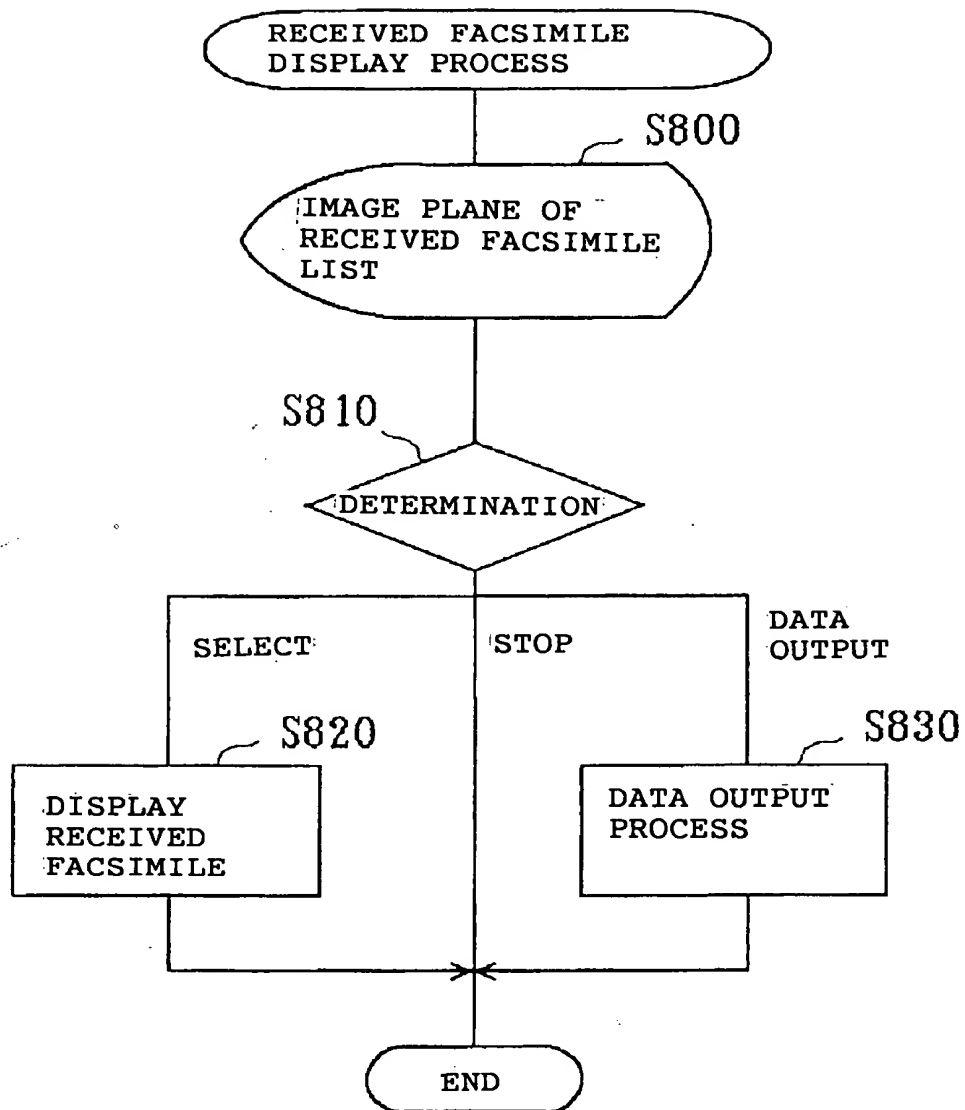 RECEIVED FACSIMILE
DISPLAY PROCESS
S800
IMAGE PLANE OF
RECEIVED FACSIMILE
LIST
S810
DETERMINATION
SELECT
STOP
DATA
OUTPUT
S820
S830
DISPLAY
RECEIVED
FACSIMILE
DATA OUTPUT
PROCESS
END